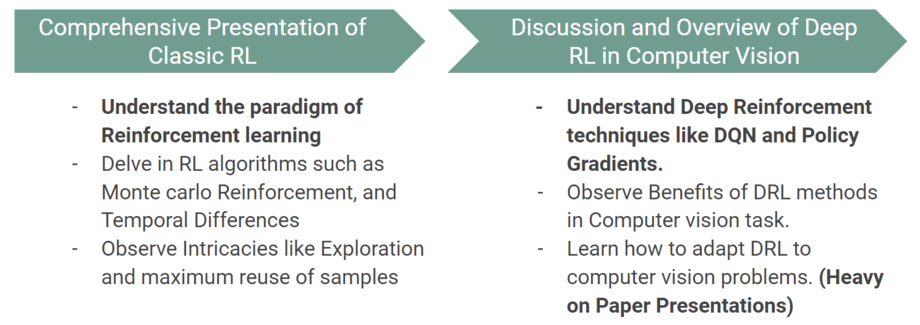 Comprehensive Presentation of
Classic RL
- Understand the paradigm of
Reinforcement learning
- Delve in RL algorithms such as
Monte carlo Reinforcement, and
Temporal Differences
- Observe Intricacies like Exploration
and maximum reuse of samples
Discussion and Overview of Deep
RL in Computer Vision
- Understand Deep Reinforcement
techniques like DQN and Policy
Gradients.
- Observe Benefits of DRL methods
in Computer vision task.
- Learn how to adapt DRL to
computer vision problems. (Heavy
on Paper Presentations)